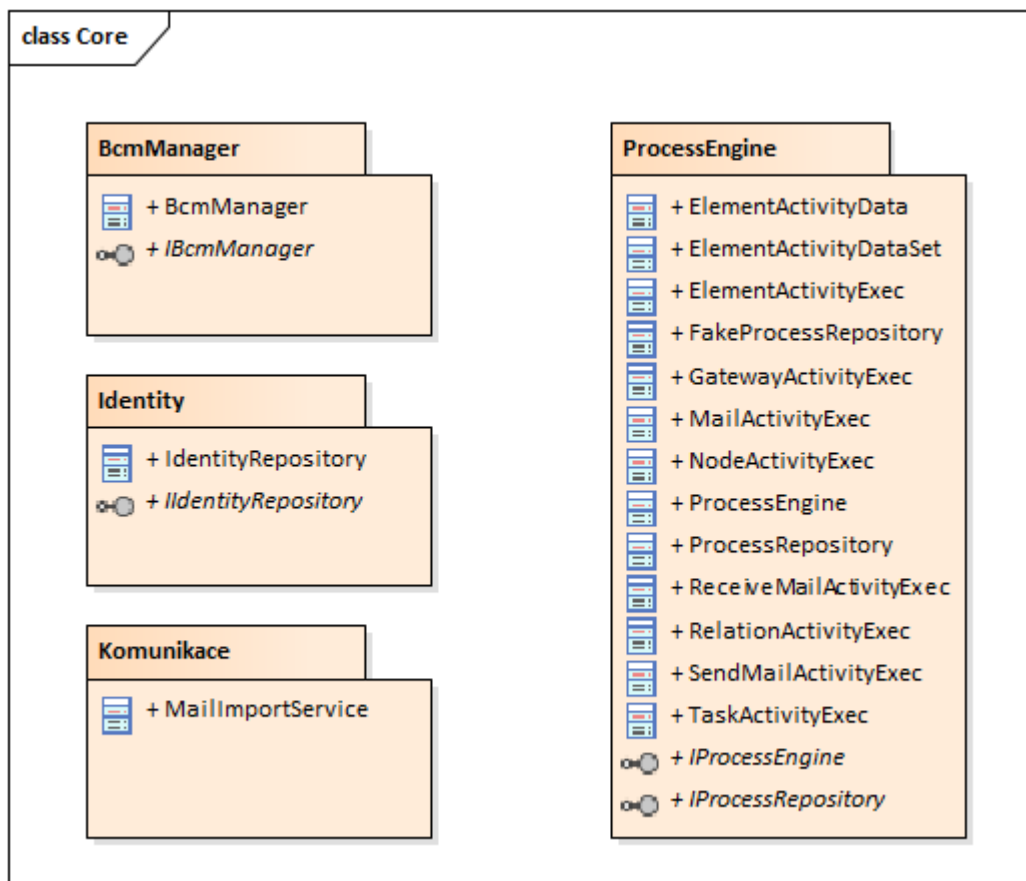 class Core
BcmManager
+ BcmManager
+ IBcmManager
Identity
+ IdentityRepository
+ IIdentityRepository
Komunikace
+ MailImportService
ProcessEngine
+ ElementActivityData
+ ElementActivityDataSet
+ ElementActivityExec
+ FakeProcessRepository
+ GatewayActivityExec
+ MailActivityExec
+ NodeActivityExec
+ ProcessEngine
+ ProcessRepository
+ ReceiveMailActivityExec
+ RelationActivityExec
+ SendMailActivityExec
+ TaskActivityExec
+ IProcessEngine
+ IProcessRepository